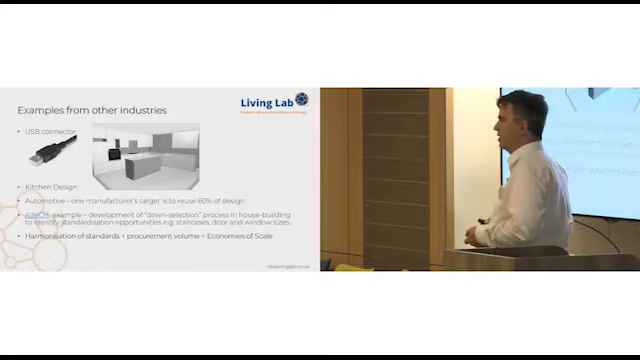 Living Lab
Examples from other industries
• USB connector
• Kitchen Design
• Automotive - one manufacturer's target is to reuse 60% of design
example – development of "down-selection" process in house-building
to identify standardisation opportunities e.g. staircases, door and window sizes.
• Harmonisation of standards + procurement volume = Economies of Scale